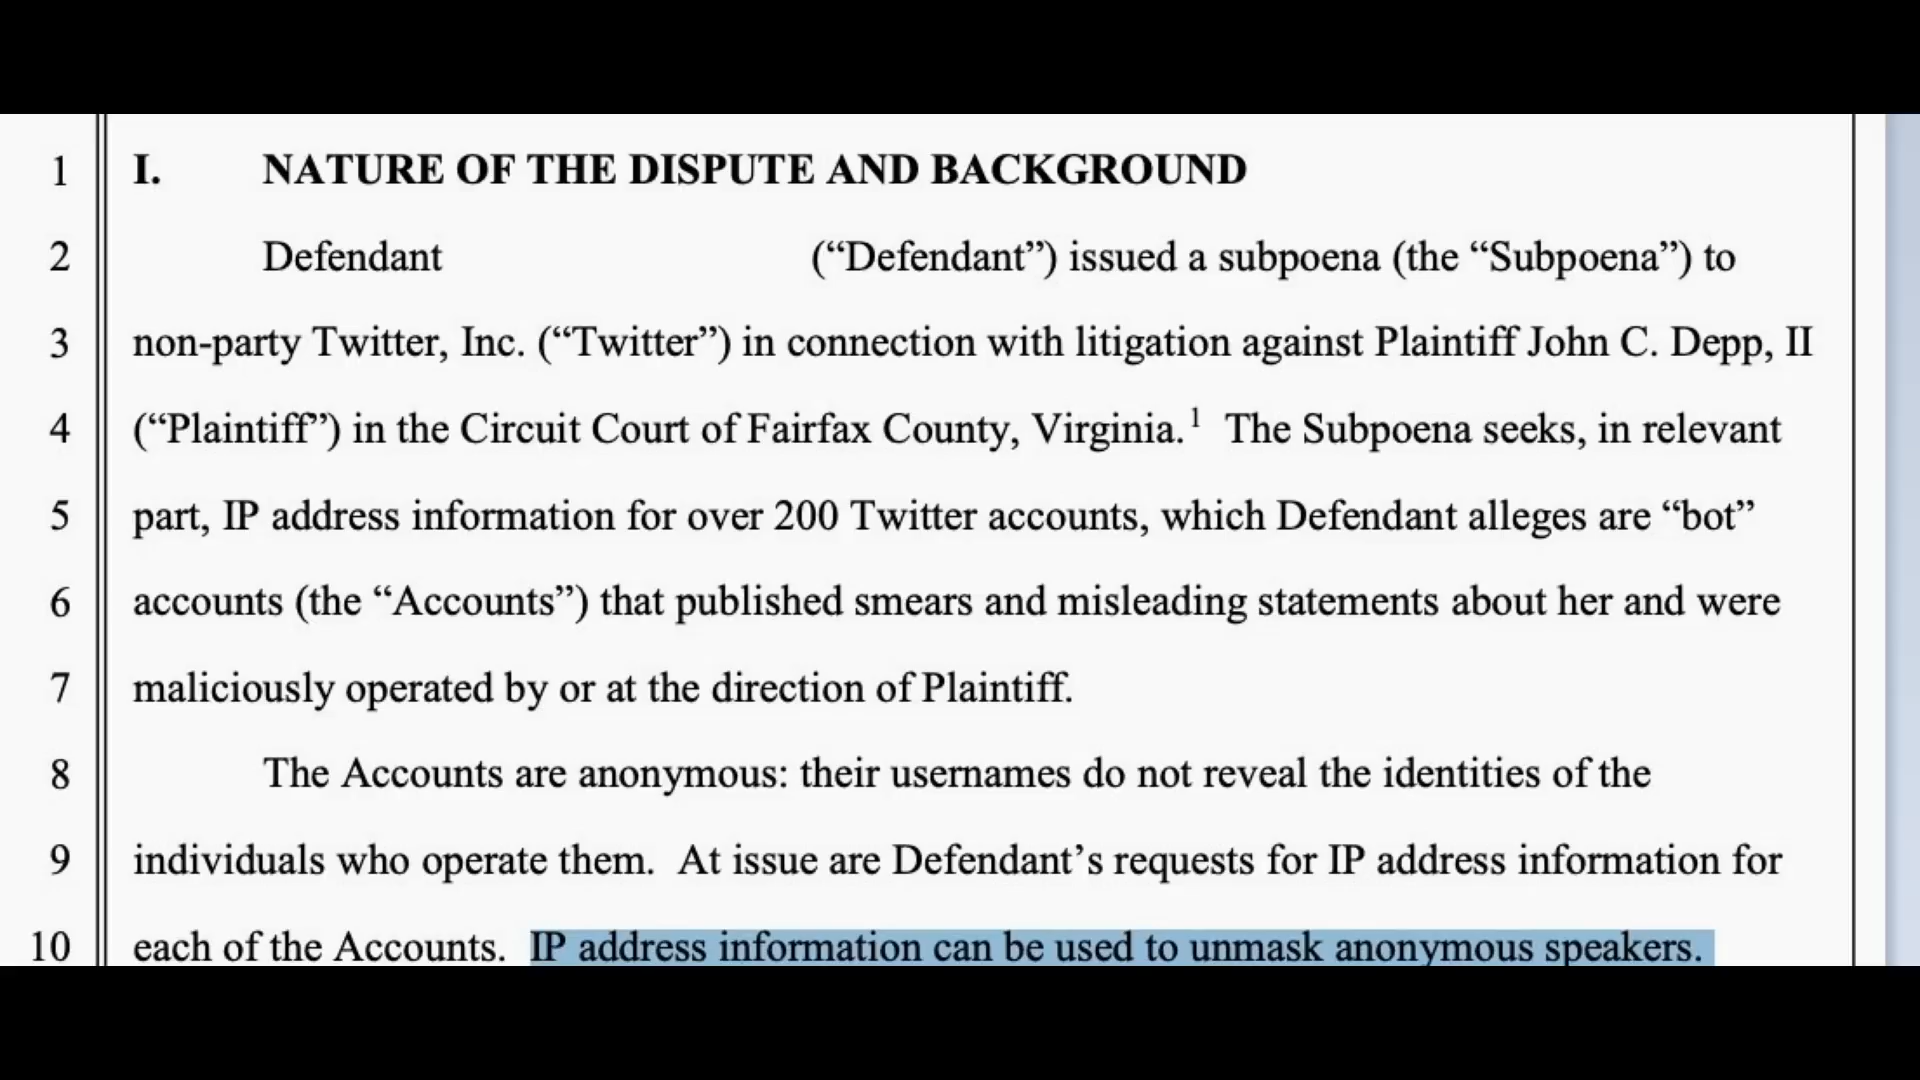 1 I. NATURE OF THE DISPUTE AND BACKGROUND
2 Defendant (“Defendant”) issued a subpoena (the “Subpoena”) to
3 non-party Twitter, Inc. (“Twitter”) in connection with litigation against Plaintiff John C. Depp, II
4 (“Plaintiff”) in the Circuit Court of Fairfax County, Virginia.1 The Subpoena seeks, in relevant
5 part, IP address information for over 200 Twitter accounts, which Defendant alleges are “bot”
6 accounts (the “Accounts”) that published smears and misleading statements about her and were
7 maliciously operated by or at the direction of Plaintiff.
8 The Accounts are anonymous: their usernames do not reveal the identities of the
9 individuals who operate them. At issue are Defendant’s requests for IP address information for
10 each of the Accounts. IP address information can be used to unmask anonymous speakers.